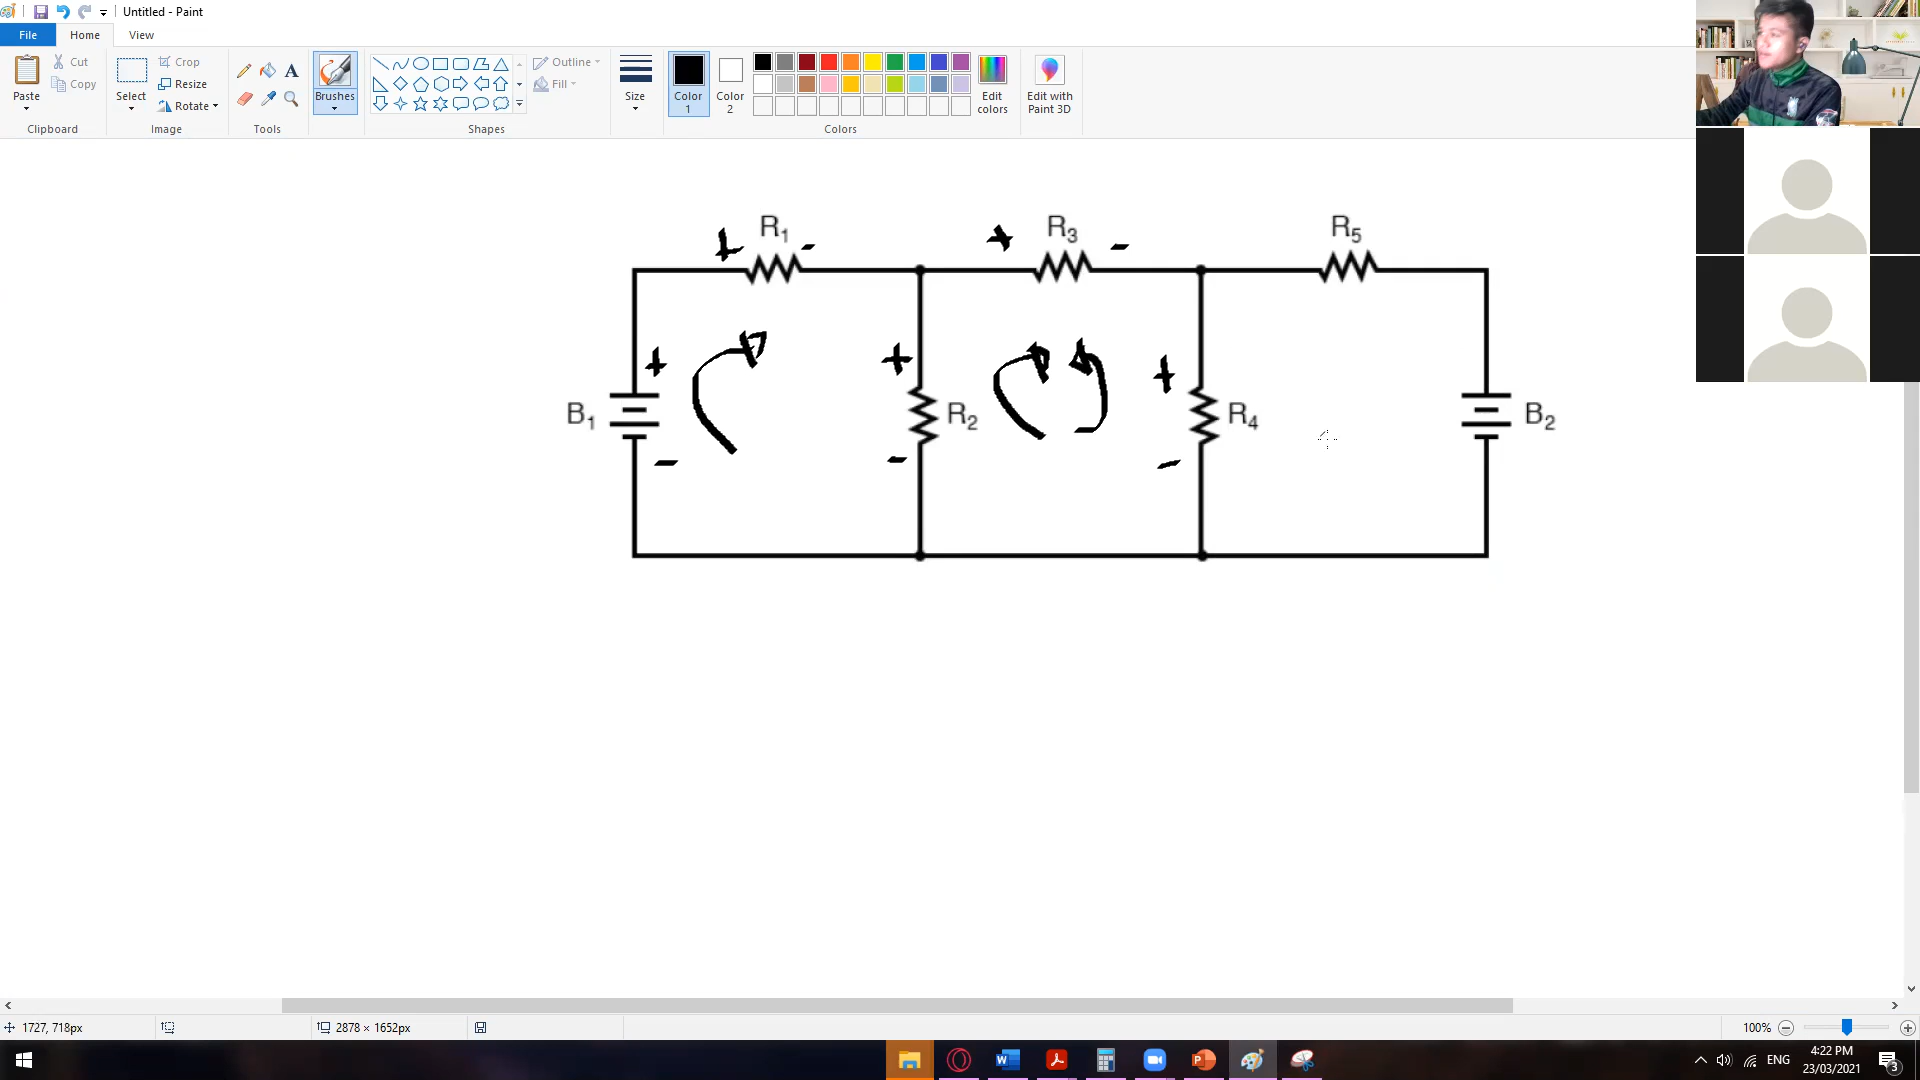 Untitled - Paint
File Home View
Paste
Cut
Copy
Clipboard
Select
Crop
Resize
Rotate
Image
Tools
A
Brushes
Shapes
Outline
Fill
Size
Color 1
Color 2
Edit colors
Colors
Edit with Paint 3D
+ R1 -
+ R3 -
R5
+
+
+
B1
R2
R4
B2
-
-
-
1727, 718px
2878 × 1652px
100%
ENG
4:22 PM
23/03/2021
3